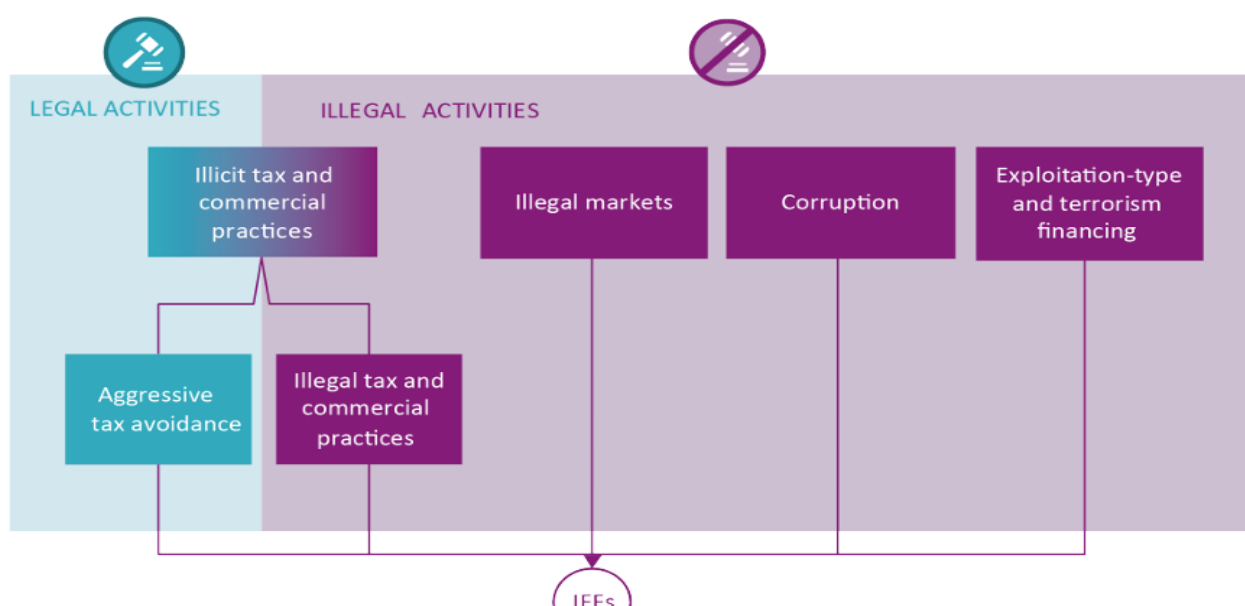 LEGAL ACTIVITIES
ILLEGAL ACTIVITIES
Illicit tax and
commercial
practices
Illegal markets
Corruption
Exploitation-type
and terrorism
financing
Aggressive
tax avoidance
Illegal tax and
commercial
practices
IFFs